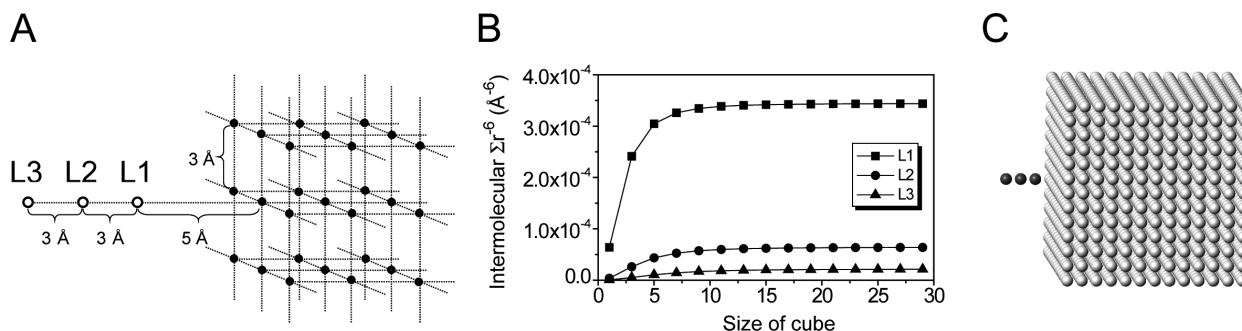 A
3 Å
L3 L2 L1
3 Å
3 Å
5 Å
B
Intermolecular Σr⁻⁶ (Å⁻⁶)
4.0x10⁻⁴
3.0x10⁻⁴
2.0x10⁻⁴
1.0x10⁻⁴
0.0
L1
L2
L3
0 5 10 15 20 25 30
Size of cube
C